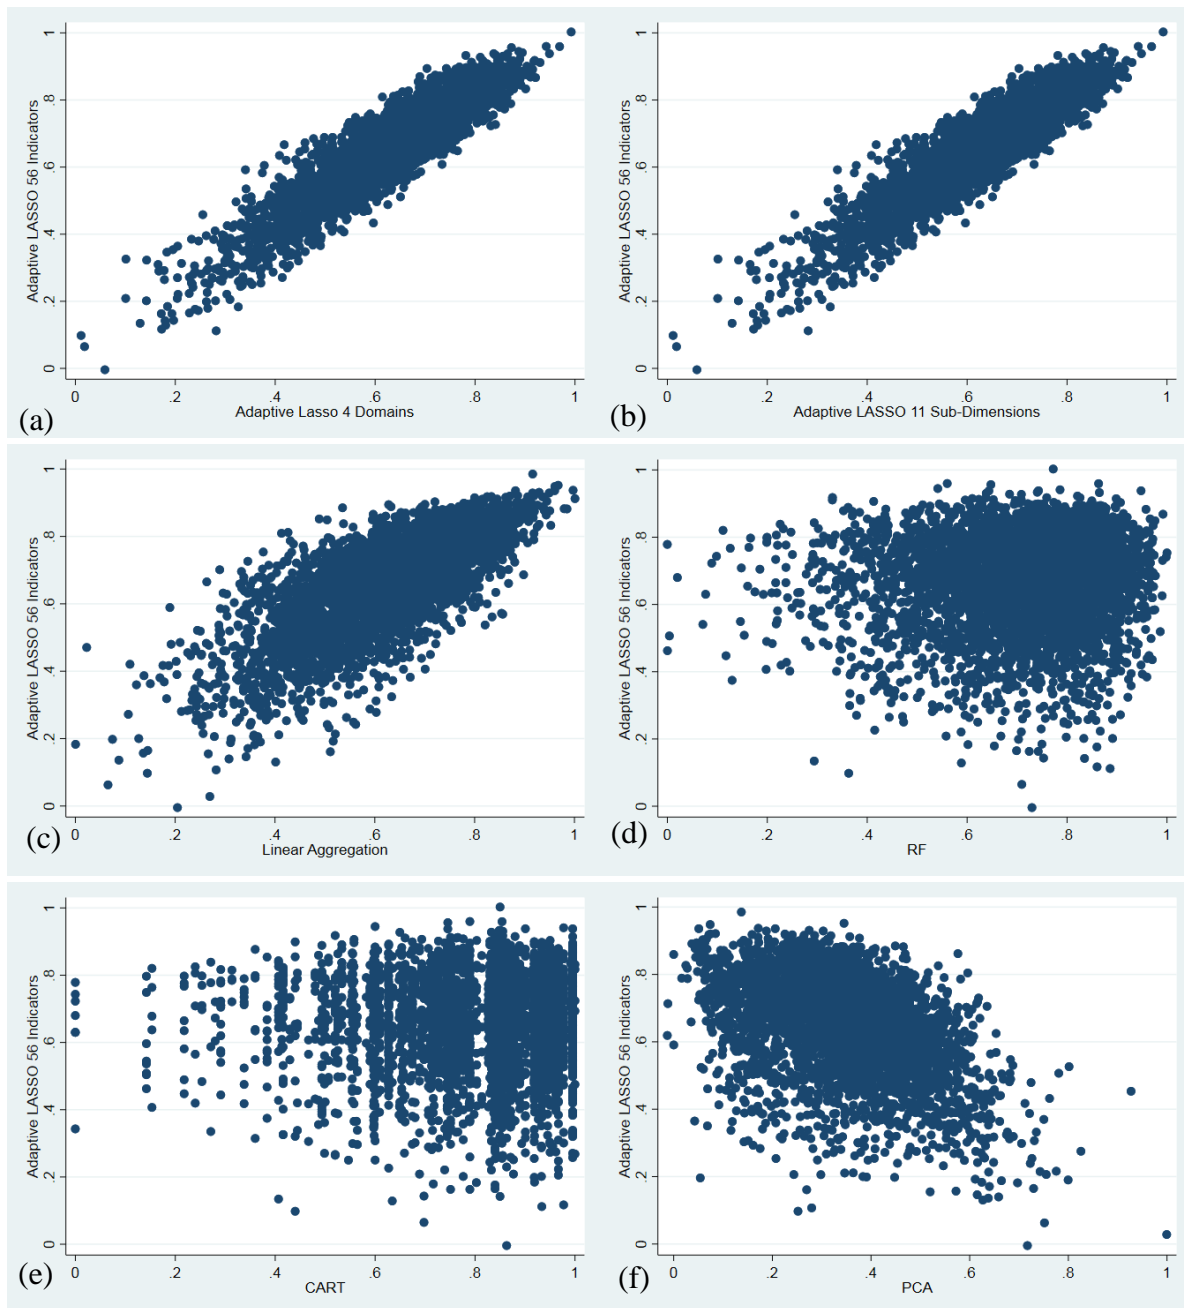 Adaptive LASSO 56 Indicators
0 .2 .4 .6 .8 1
0 .2 .4 .6 .8 1
Adaptive Lasso 4 Domains
(a)
Adaptive LASSO 56 Indicators
0 .2 .4 .6 .8 1
0 .2 .4 .6 .8 1
Adaptive LASSO 11 Sub-Dimensions
(b)
Adaptive LASSO 56 Indicators
0 .2 .4 .6 .8 1
0 .2 .4 .6 .8 1
Linear Aggregation
(c)
Adaptive LASSO 56 Indicators
0 .2 .4 .6 .8 1
0 .2 .4 .6 .8 1
RF
(d)
Adaptive LASSO 56 Indicators
0 .2 .4 .6 .8 1
0 .2 .4 .6 .8 1
CART
(e)
Adaptive LASSO 56 Indicators
0 .2 .4 .6 .8 1
0 .2 .4 .6 .8 1
PCA
(f)